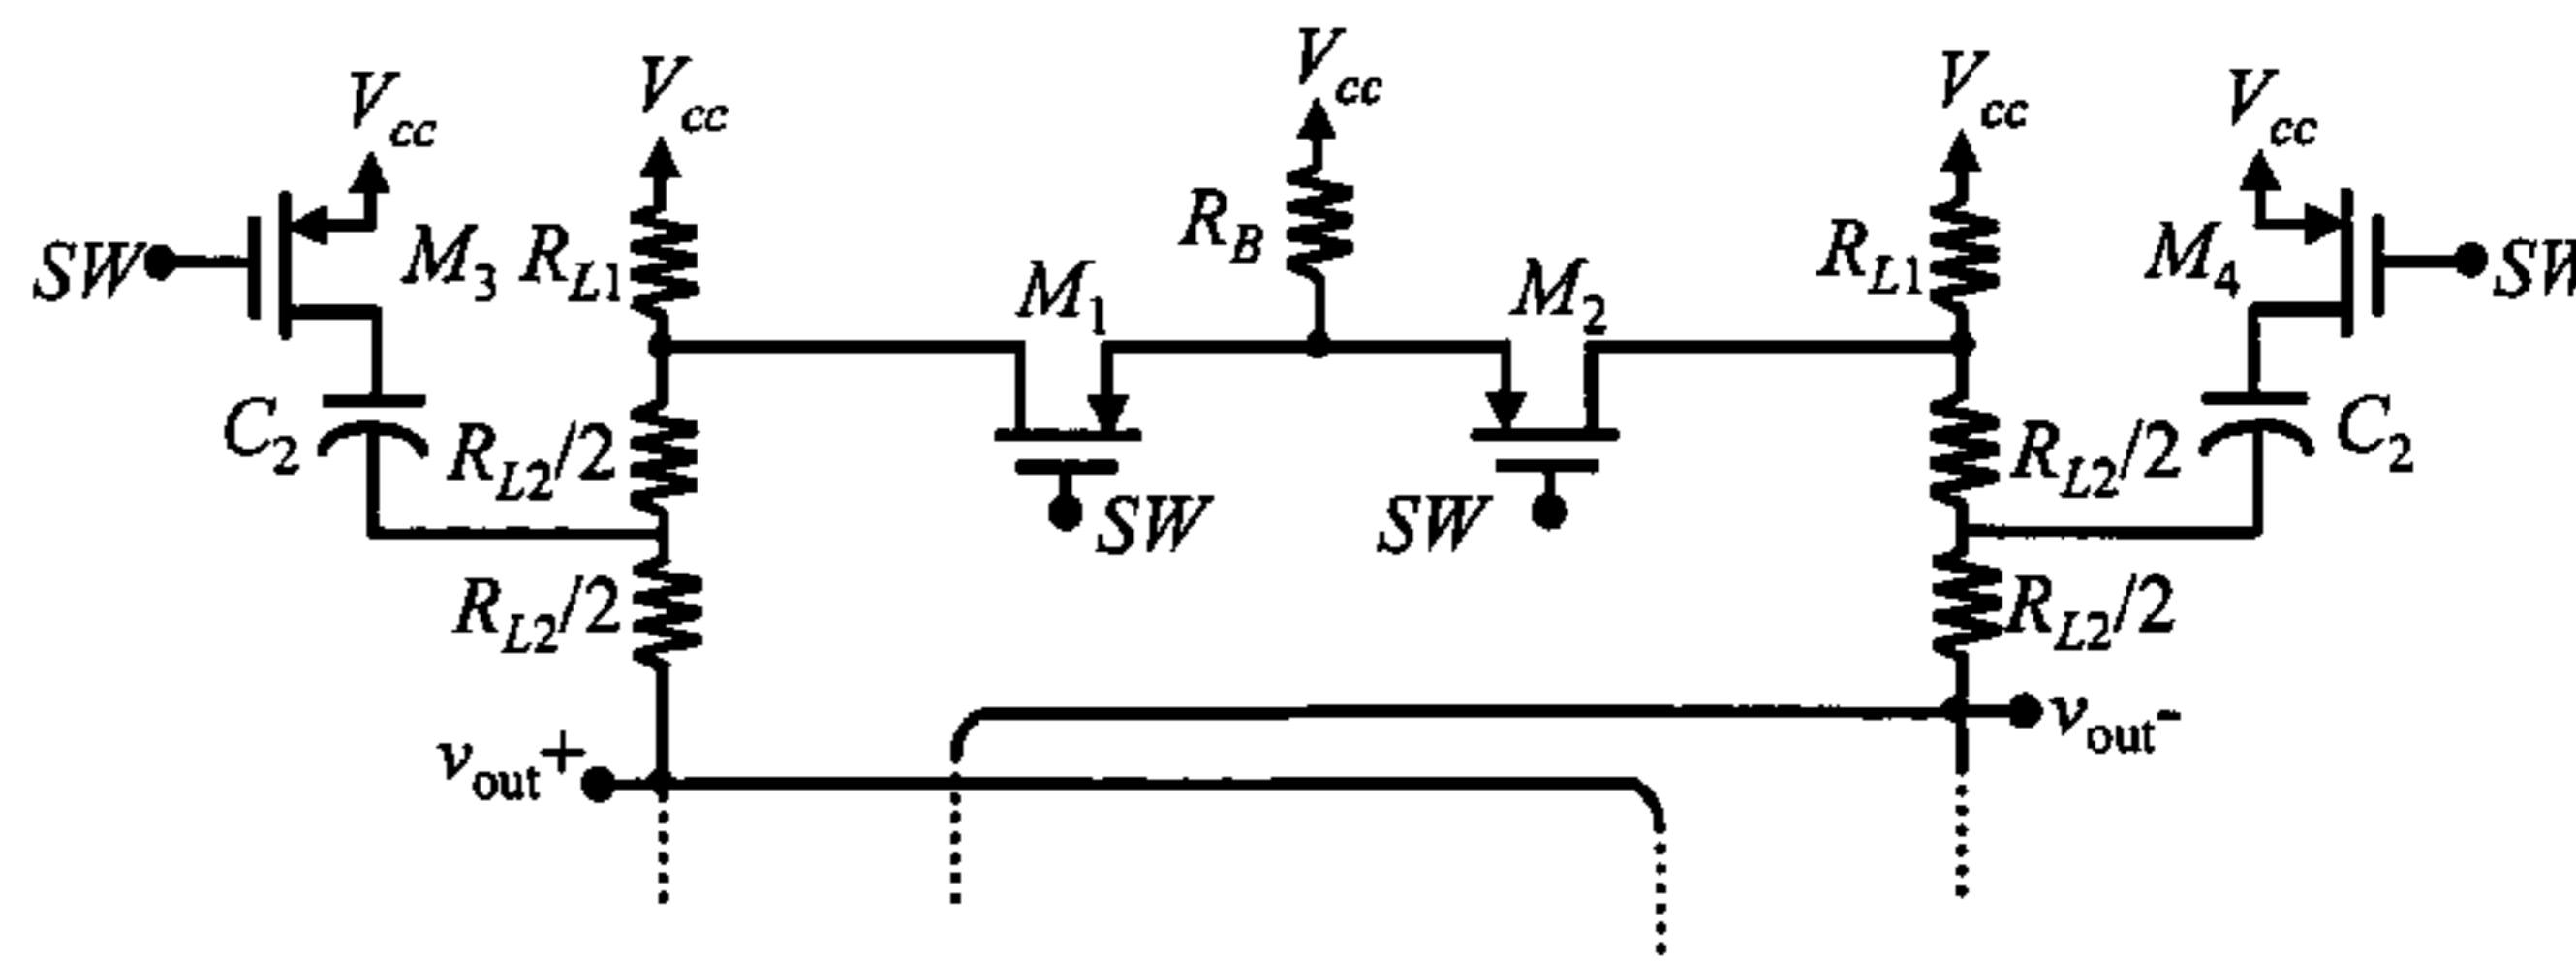 V_cc V_cc V_cc V_cc V_cc
SW M_3 R_L1 M_1 R_B M_2 R_L1 M_4 SW
C_2 R_L2/2 SW SW R_L2/2 C_2
R_L2/2 R_L2/2
v_out+ v_out-